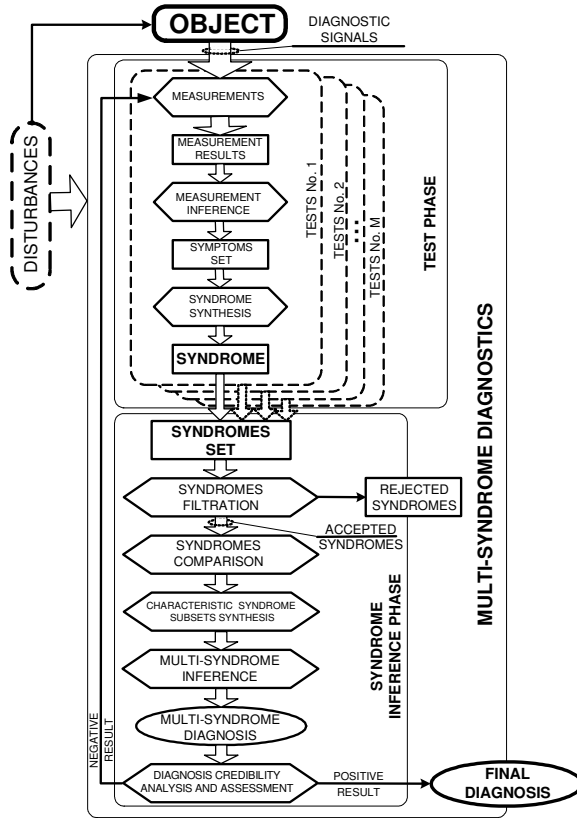 OBJECT
DIAGNOSTIC
SIGNALS
DISTURBANCES
MEASUREMENTS
MEASUREMENT
RESULTS
MEASUREMENT
INFERENCE
SYMPTOMS
SET
SYNDROME
SYNTHESIS
SYNDROME
TESTS No. 1
TESTS No. 2
...
TESTS No. M
TEST PHASE
MULTI-SYNDROME DIAGNOSTICS
SYNDROMES
SET
SYNDROMES
FILTRATION
REJECTED
SYNDROMES
ACCEPTED
SYNDROMES
SYNDROMES
COMPARISON
CHARACTERISTIC SYNDROME
SUBSETS SYNTHESIS
MULTI-SYNDROME
INFERENCE
MULTI-SYNDROME
DIAGNOSIS
SYNDROME
INFERENCE PHASE
NEGATIVE
RESULT
DIAGNOSIS CREDIBILITY
ANALYSIS AND ASSESSMENT
POSITIVE
RESULT
FINAL
DIAGNOSIS